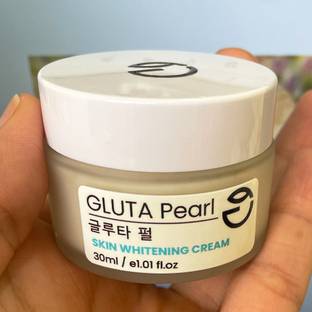 GLUTA Pearl
글루타 펄
SKIN WHITENING CREAM
30ml / e1.01 fl.oz